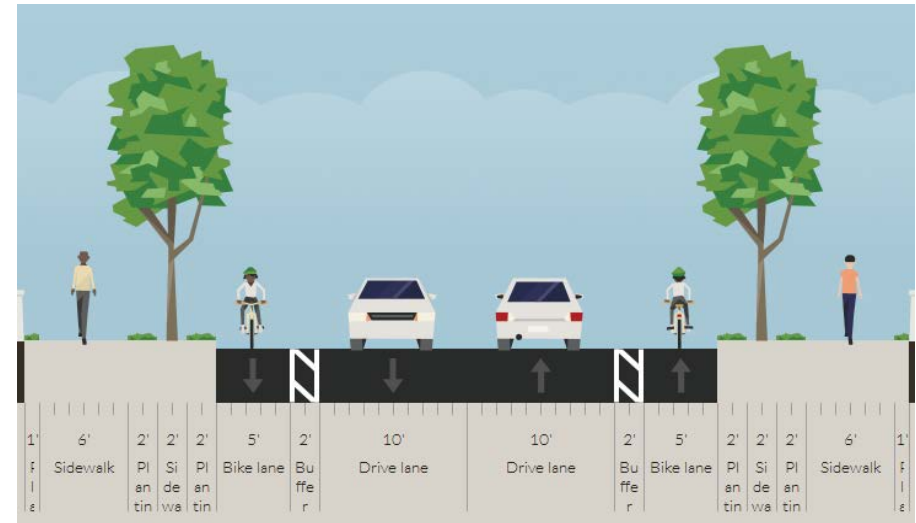 1' 6' 2' 2' 2' 5' 2' 10' 10' 2' 5' 2' 2' 2' 6' 1'
Sidewalk Pl Si Pl Bike lane Bu Drive lane Drive lane Bu Bike lane Pl Si Pl Sidewalk
an de an ffe ffe an de an
tin wa tin r r tin wa tin